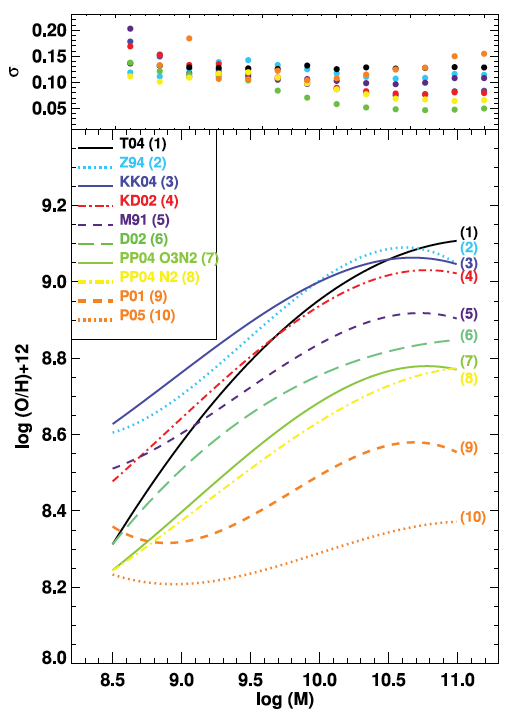 0.20
0.15
0.10
0.05
σ
T04 (1)
Z94 (2)
KK04 (3)
KD02 (4)
M91 (5)
D02 (6)
PP04 O3N2 (7)
PP04 N2 (8)
P01 (9)
P05 (10)
9.2
9.0
8.8
8.6
8.4
8.2
8.0
log (O/H)+12
(1)
(2)
(3)
(4)
(5)
(6)
(7)
(8)
(9)
(10)
8.5 9.0 9.5 10.0 10.5 11.0
log (M)